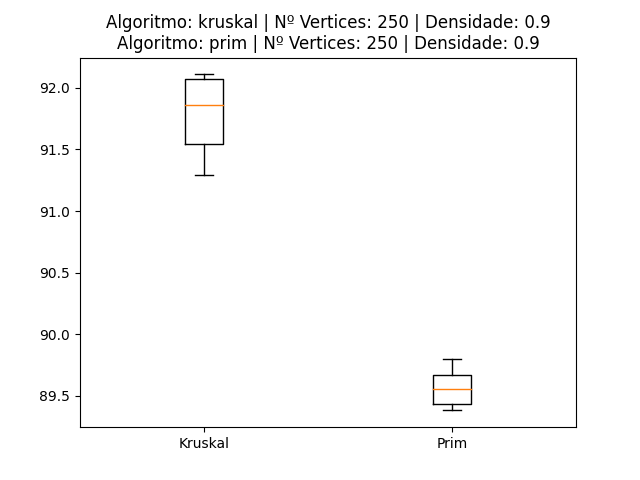 Algoritmo: kruskal | Nº Vertices: 250 | Densidade: 0.9
Algoritmo: prim | Nº Vertices: 250 | Densidade: 0.9
92.0
91.5
91.0
90.5
90.0
89.5
Kruskal Prim